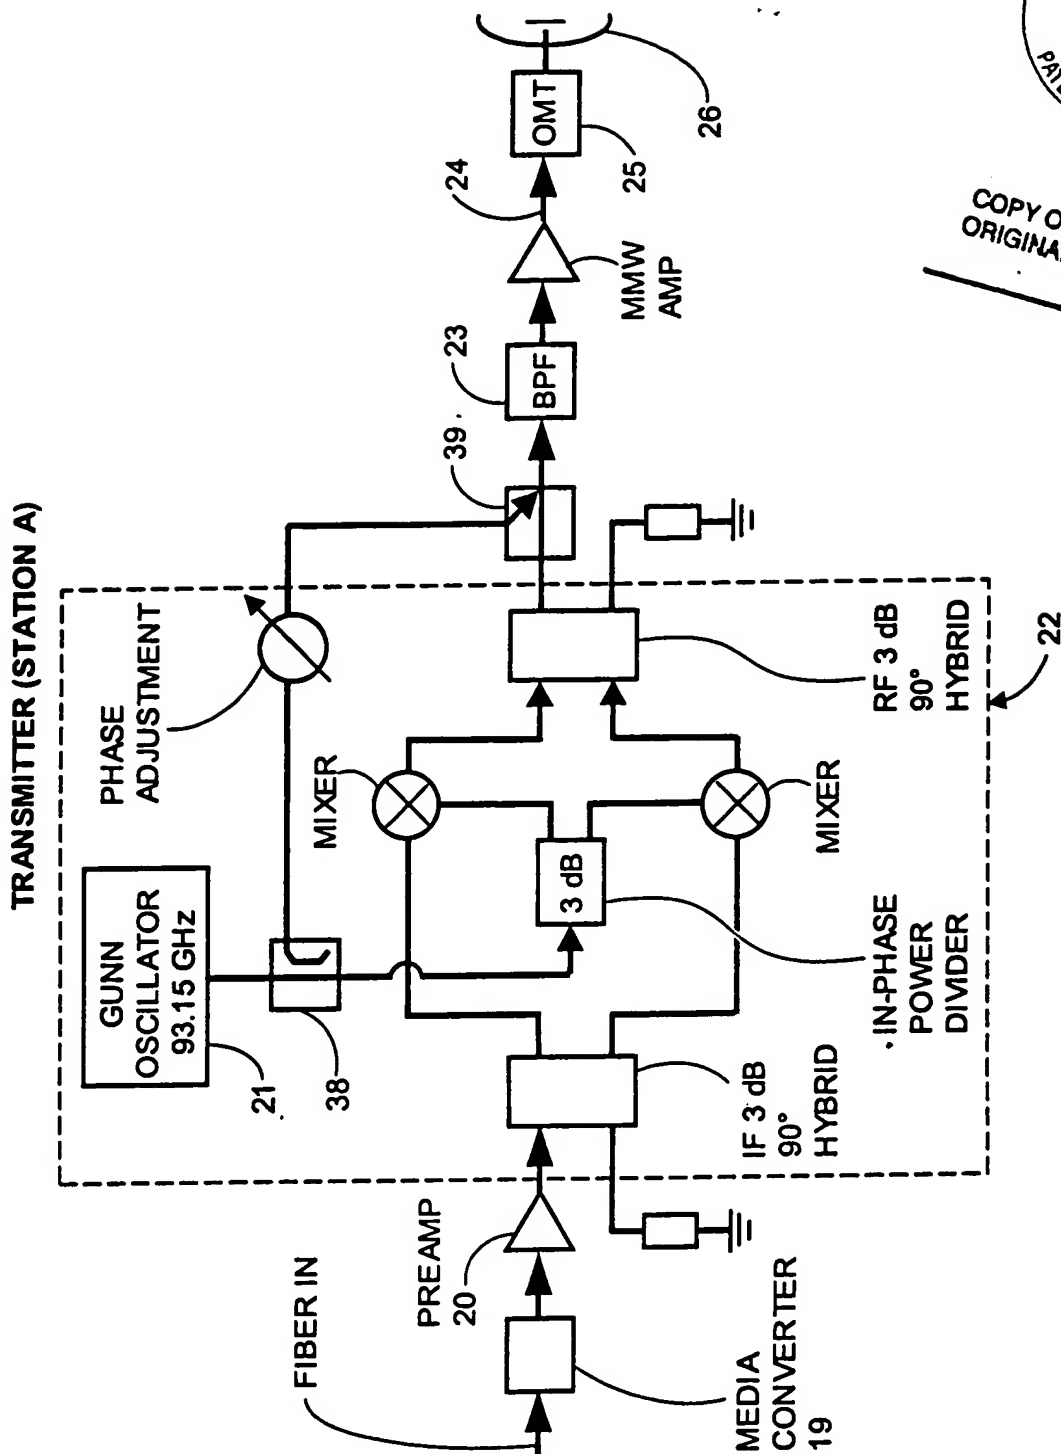 TRANSMITTER (STATION A)
GUNN
OSCILLATOR
93.15 GHz
21
38
PHASE
ADJUSTMENT
39
FIBER IN
PREAMP
20
MEDIA
CONVERTER
19
MIXER
3 dB
MIXER
IF 3 dB
90°
HYBRID
IN-PHASE
POWER
DIVIDER
RF 3 dB
90°
HYBRID
22
BPF
23
MMW
AMP
24
OMT
25
26
COPY O
ORIGINA